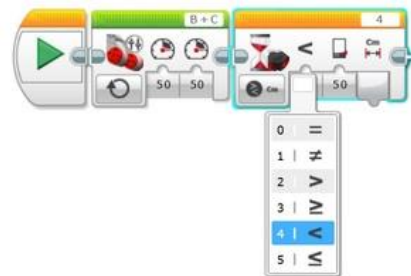 B + C
4
<
Cm
Cm
50 50
50
0 | =
1 | ≠
2 | >
3 | ≥
4 | <
5 | ≤